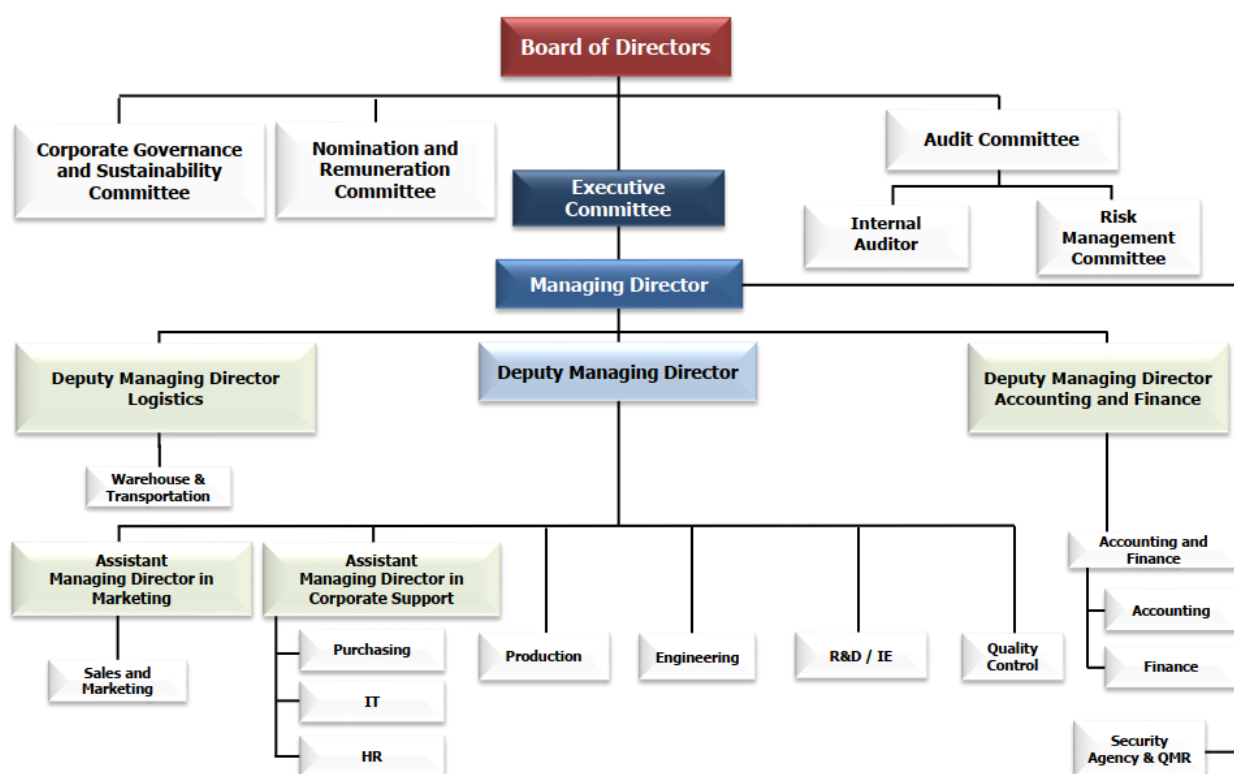 Board of Directors
Corporate Governance
and Sustainability
Committee
Nomination and
Remuneration
Committee
Audit Committee
Executive
Committee
Internal
Auditor
Risk
Management
Committee
Managing Director
Deputy Managing Director
Logistics
Deputy Managing Director
Deputy Managing Director
Accounting and Finance
Warehouse &
Transportation
Assistant
Managing Director in
Marketing
Assistant
Managing Director in
Corporate Support
Accounting and
Finance
Sales and
Marketing
Purchasing
IT
HR
Production
Engineering
R&D / IE
Quality
Control
Accounting
Finance
Security
Agency & QMR